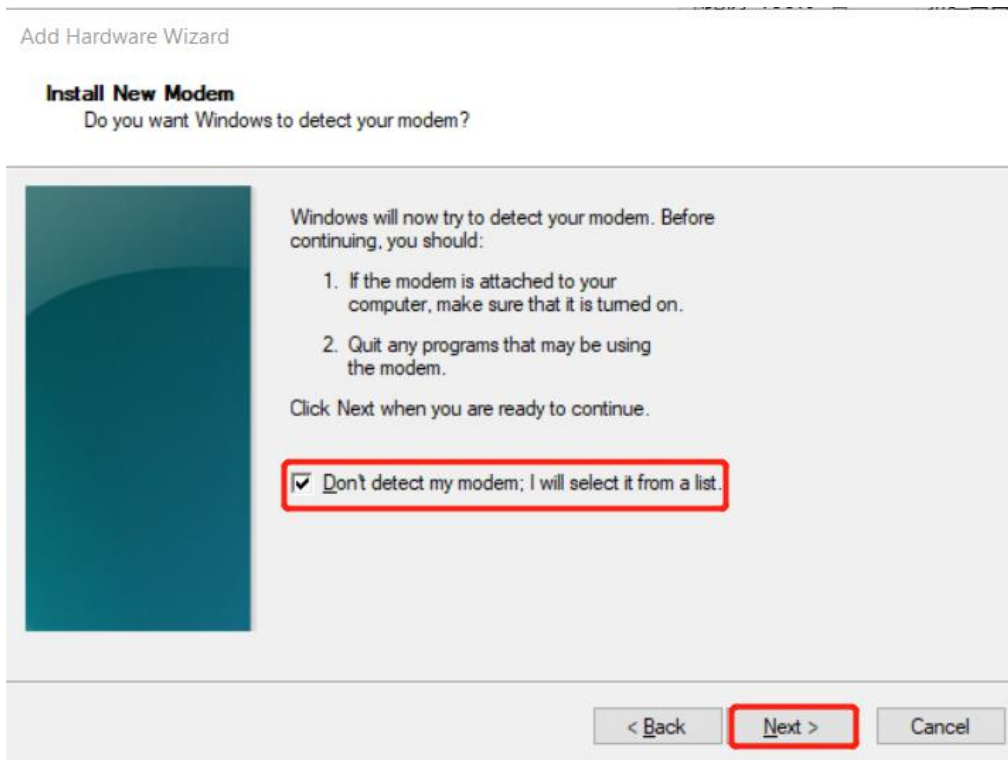 Add Hardware Wizard
Install New Modem
Do you want Windows to detect your modem?
Windows will now try to detect your modem. Before
continuing, you should:
1. If the modem is attached to your
computer, make sure that it is turned on.
2. Quit any programs that may be using
the modem.
Click Next when you are ready to continue.
Don't detect my modem; I will select it from a list.
< Back
Next >
Cancel